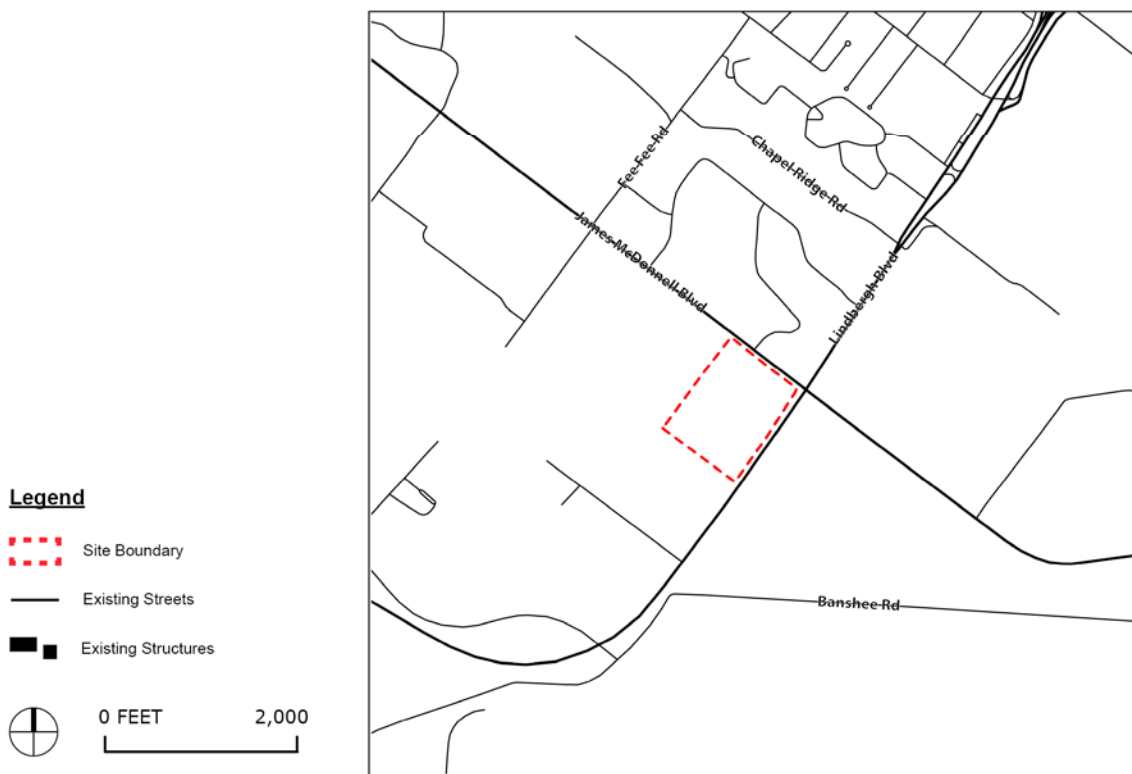 Fee Fee Rd
Chapel Ridge Rd
James McDonnell Blvd
Lindbergh Blvd
Banshee Rd
Legend
Site Boundary
Existing Streets
Existing Structures
0 FEET 2,000